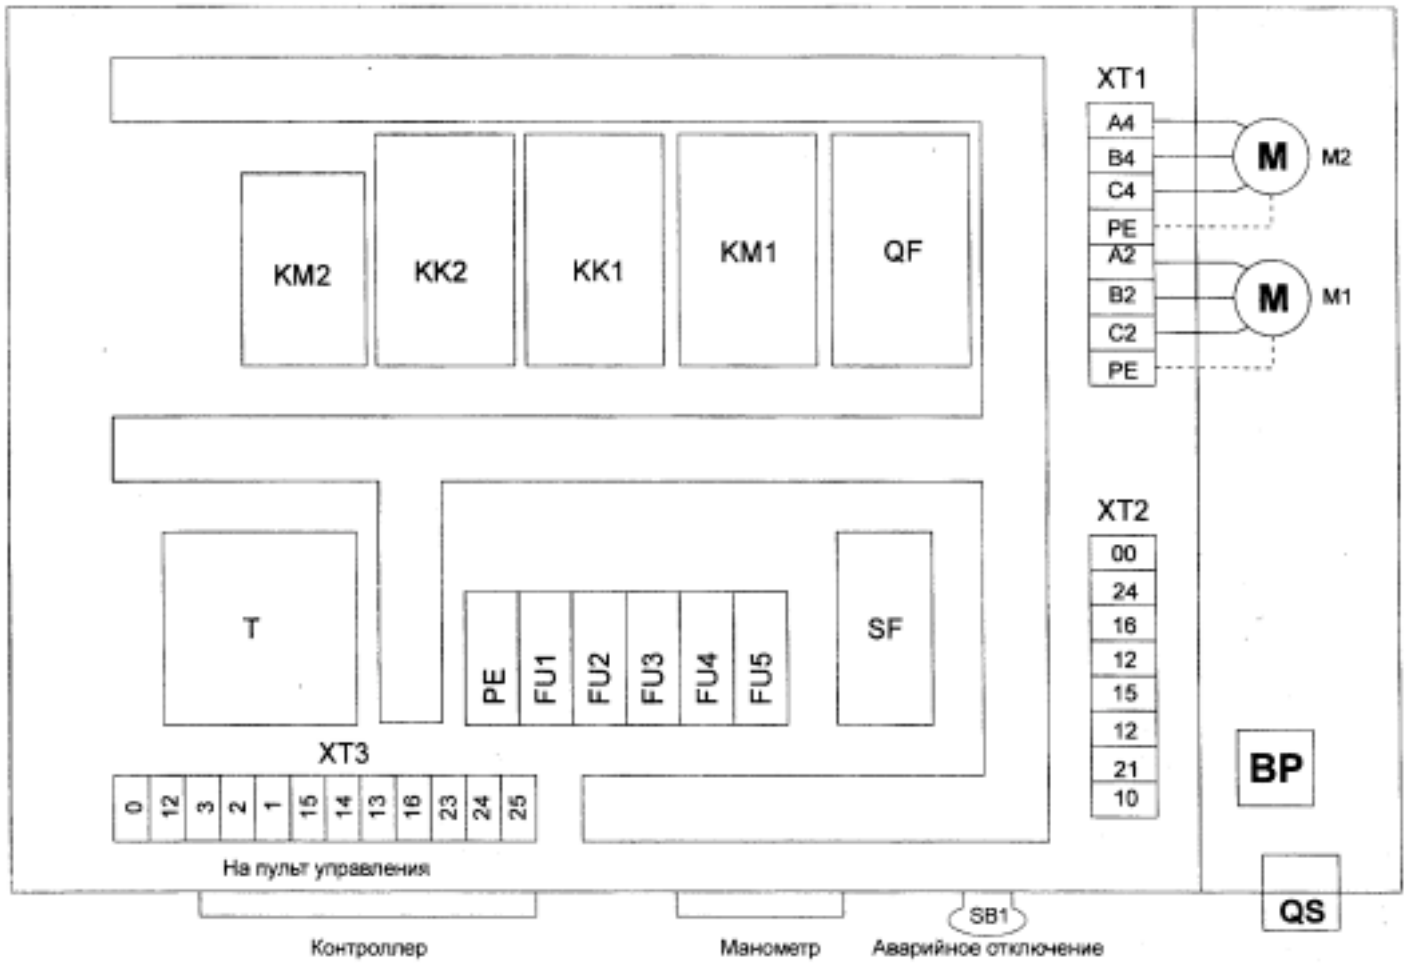 XT1
A4
B4
C4
PE
A2
B2
C2
PE
M
M2
M
M1
KM2
KK2
KK1
KM1
QF
XT2
00
24
16
12
15
12
21
10
T
PE
FU1
FU2
FU3
FU4
FU5
SF
BP
XT3
0
12
3
2
1
15
14
13
16
23
24
25
На пульт управления
QS
SB1
Контроллер
Манометр
Аварийное отключение